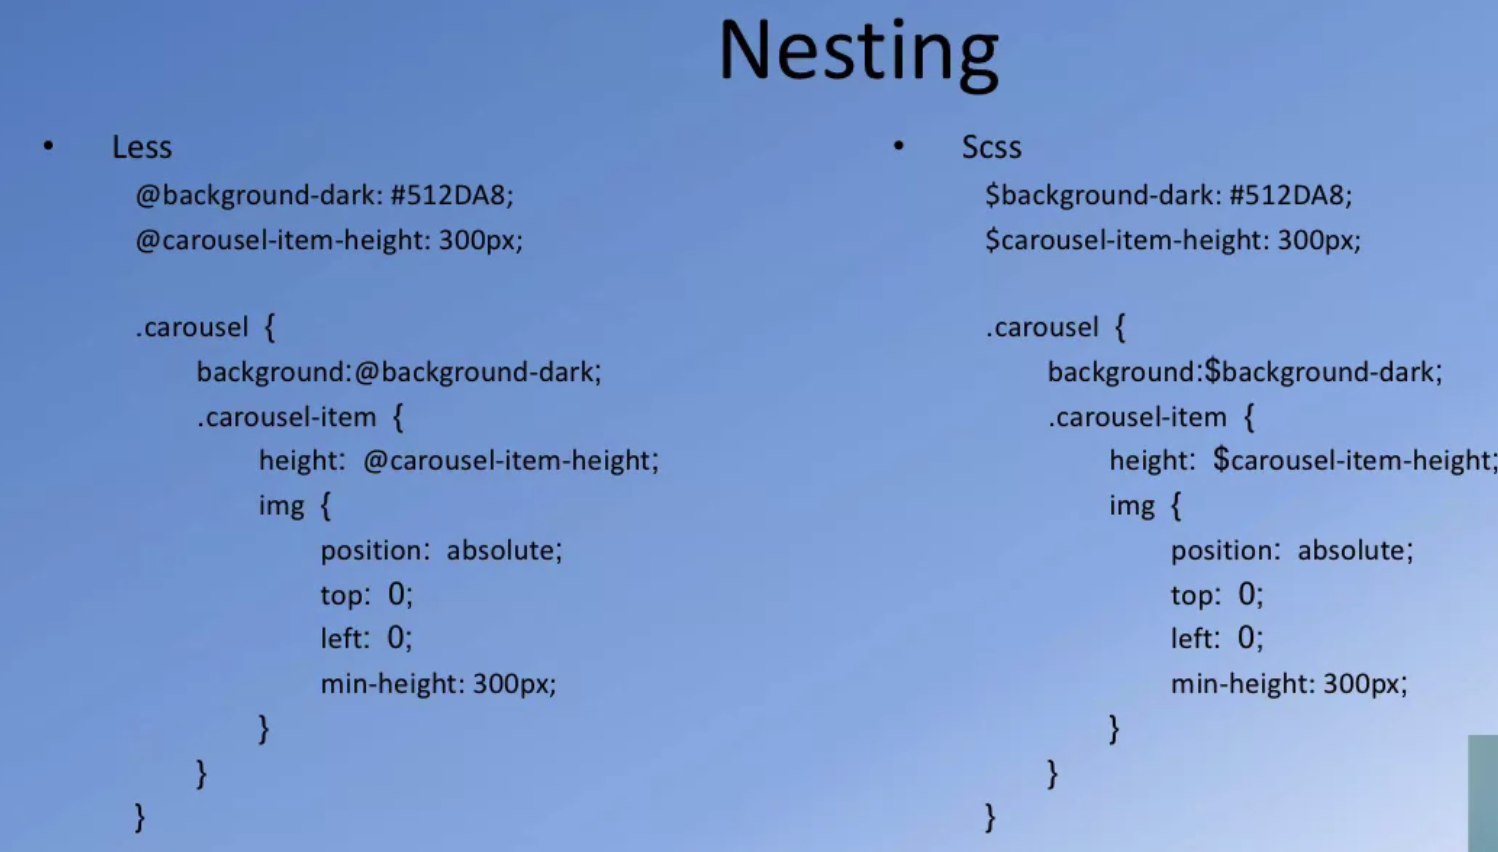 Nesting
• Less
@background-dark: #512DA8;
@carousel-item-height: 300px;
.carousel {
background:@background-dark;
.carousel-item {
height: @carousel-item-height;
img {
position: absolute;
top: 0;
left: 0;
min-height: 300px;
}
}
}
• Scss
$background-dark: #512DA8;
$carousel-item-height: 300px;
.carousel {
background:$background-dark;
.carousel-item {
height: $carousel-item-height;
img {
position: absolute;
top: 0;
left: 0;
min-height: 300px;
}
}
}